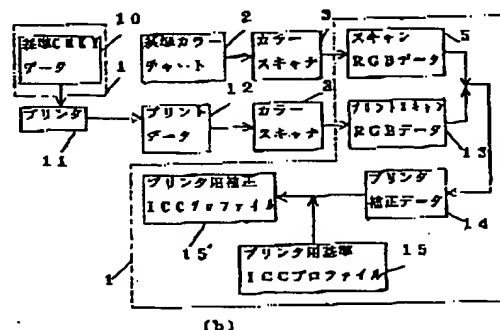 10
基準CMKY
データ
1
プリンタ
11
2
基準カラー
チャート
3
カラー
スキャナ
5
スキャン
RGBデータ
12
プリント
データ
3
カラー
スキャナ
プリントスキャン
RGBデータ
13
プリンタ用補正
ICCプロファイル
15'
プリンタ
補正データ
14
プリンタ用基準
ICCプロファイル
15
1
(b)